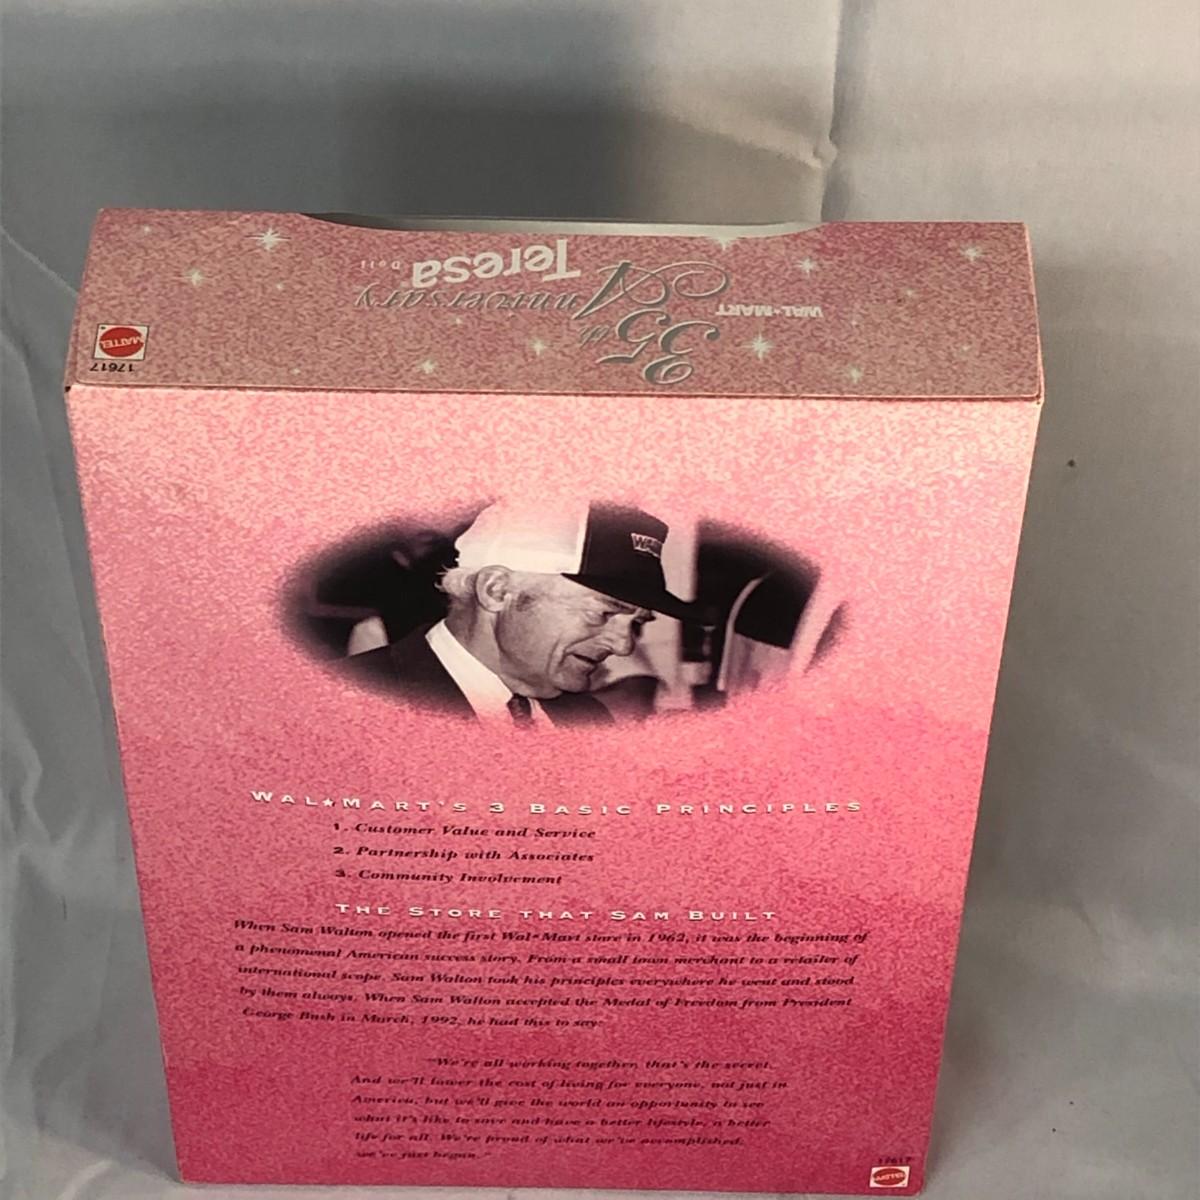 Teresa Doll
Anniversary
35th
WAL★MART
MATTEL
17617
WAL
WAL★MART'S 3 BASIC PRINCIPLES
1. Customer Value and Service
2. Partnership with Associates
3. Community Involvement
THE STORE THAT SAM BUILT
When Sam Walton opened the first Wal★Mart store in 1962, it was the beginning of
a phenomenal American success story. From a small town merchant to a retailer of
international scope, Sam Walton took his principles everywhere he went and stood
by them always. When Sam Walton accepted the Medal of Freedom from President
George Bush in March, 1992, he had this to say:
"We're all working together, that's the secret.
And we'll lower the cost of living for everyone, not just in
America, but we'll give the world an opportunity to see
what it's like to save and have a better lifestyle, a better
life for all. We're proud of what we've accomplished;
we've just begun."
17617
MATTEL